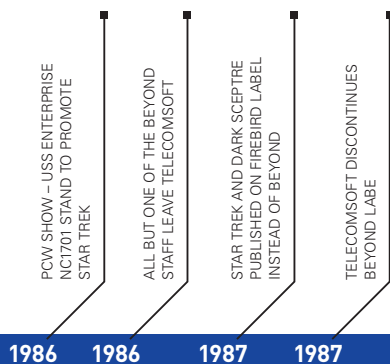 PCW SHOW – USS ENTERPRISE
NC1701 STAND TO PROMOTE
STAR TREK
ALL BUT ONE OF THE BEYOND
STAFF LEAVE TELECOMSOFT
STAR TREK AND DARK SCEPTRE
PUBLISHED ON FIREBIRD LABEL
INSTEAD OF BEYOND
TELECOMSOFT DISCONTINUES
BEYOND LABE
1986
1986
1987
1987